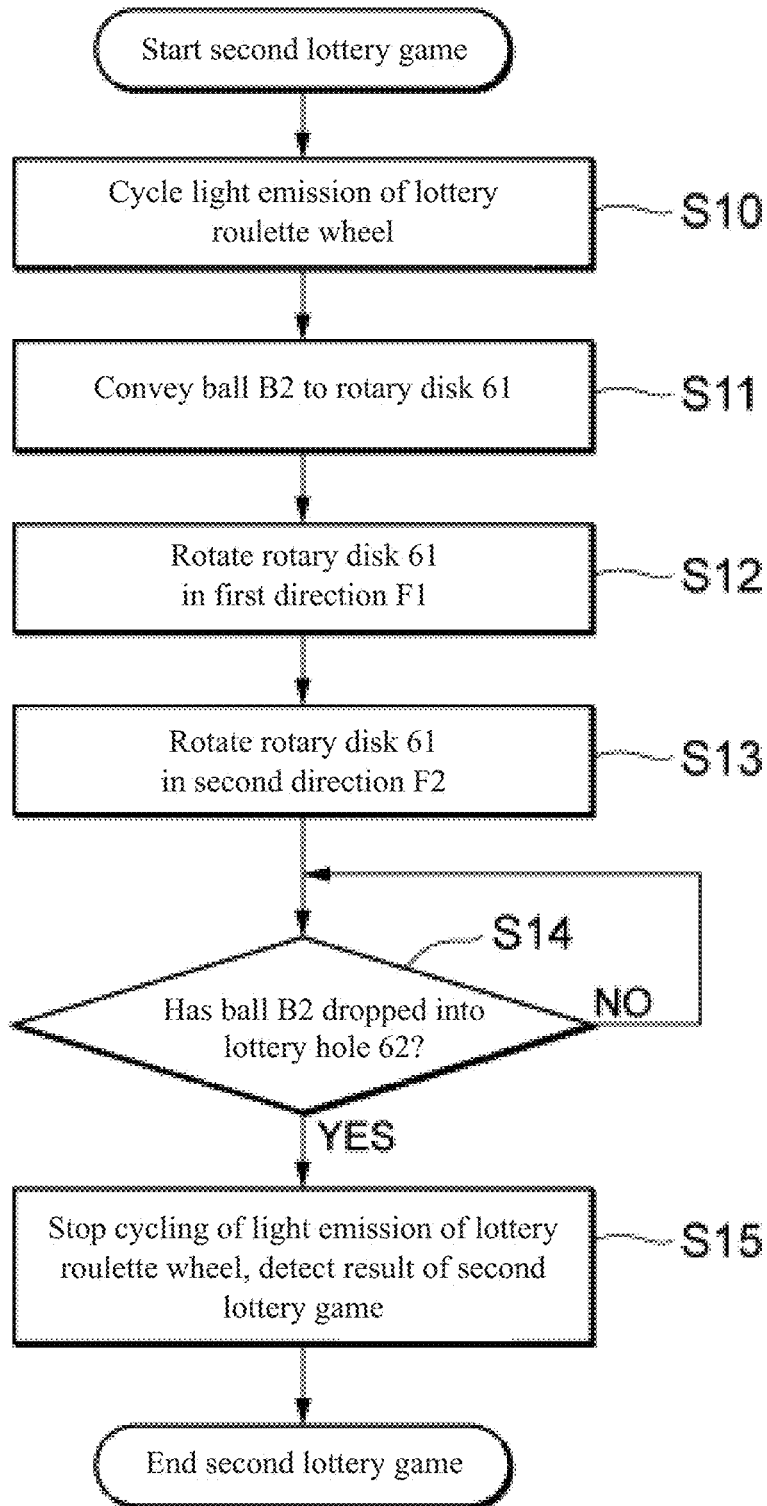 Start second lottery game
Cycle light emission of lottery
roulette wheel
S10
Convey ball B2 to rotary disk 61
S11
Rotate rotary disk 61
in first direction F1
S12
Rotate rotary disk 61
in second direction F2
S13
S14
Has ball B2 dropped into
lottery hole 62?
NO
YES
Stop cycling of light emission of lottery
roulette wheel, detect result of second
lottery game
S15
End second lottery game